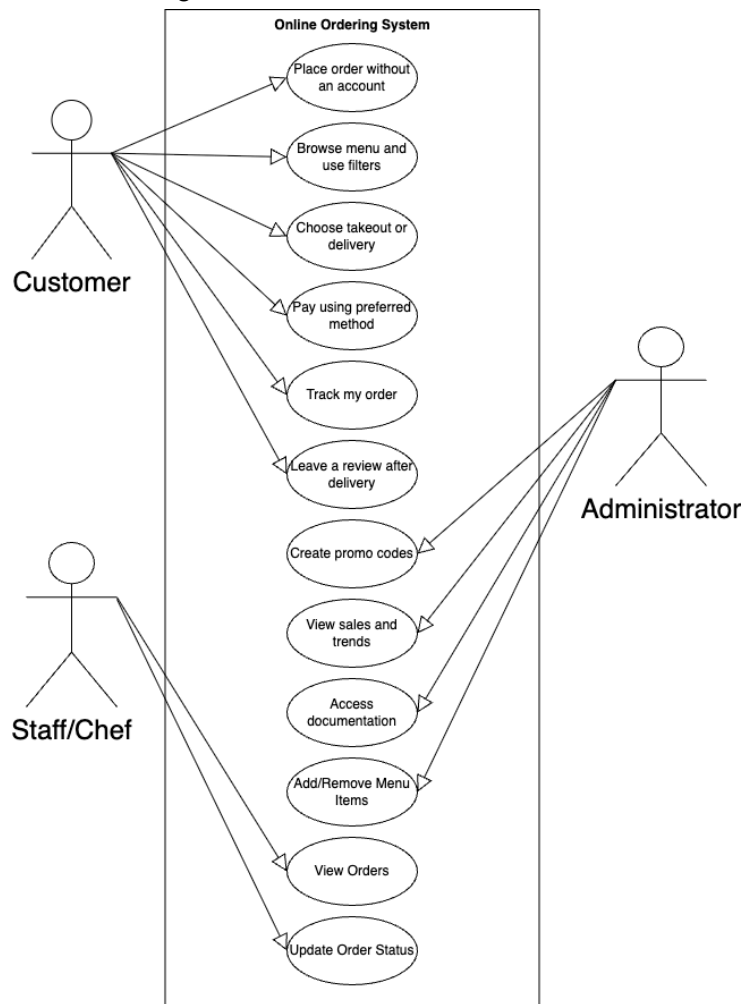 Online Ordering System
Place order without
an account
Browse menu and
use filters
Customer
Choose takeout or
delivery
Pay using preferred
method
Track my order
Leave a review after
delivery
Administrator
Create promo codes
View sales and
trends
Staff/Chef
Access
documentation
Add/Remove Menu
Items
View Orders
Update Order Status